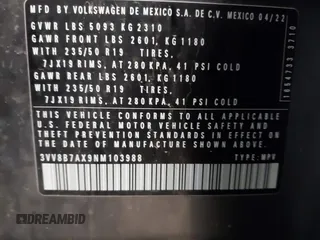 MFD BY VOLKSWAGEN DE MEXICO S.A. DE C.V. MEXICO 04/22
GVWR LBS 5093 KG 2310
GAWR FRONT LBS 2601, KG 1180
WITH 235/50 R19 TIRES,
7JX19 RIMS, AT 280 KPA, 41 PSI COLD
GAWR REAR LBS 2601, KG 1180
WITH 235/50 R19 TIRES,
7JX19 RIMS, AT 280 KPA, 41 PSI COLD
THIS VEHICLE CONFORMS TO ALL APPLICABLE
U.S. FEDERAL MOTOR VEHICLE SAFETY AND
THEFT PREVENTION STANDARDS IN EFFECT ON
THE DATE OF MANUFACTURE SHOWN ABOVE.
3VV8B7AX9NM103988 TYPE: MPV
1864733 3710
DREAMBID